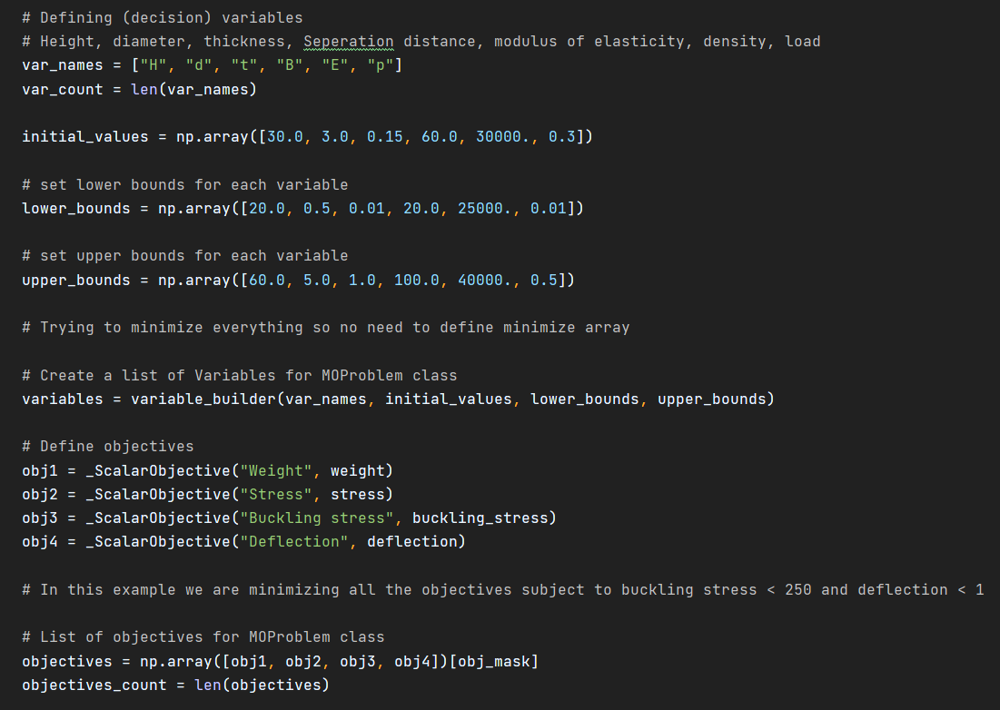 # Defining (decision) variables
# Height, diameter, thickness, Seperation distance, modulus of elasticity, density, load
var_names = ["H", "d", "t", "B", "E", "p"]
var_count = len(var_names)
initial_values = np.array([30.0, 3.0, 0.15, 60.0, 30000., 0.3])
# set lower bounds for each variable
lower_bounds = np.array([20.0, 0.5, 0.01, 20.0, 25000., 0.01])
# set upper bounds for each variable
upper_bounds = np.array([60.0, 5.0, 1.0, 100.0, 40000., 0.5])
# Trying to minimize everything so no need to define minimize array
# Create a list of Variables for MOProblem class
variables = variable_builder(var_names, initial_values, lower_bounds, upper_bounds)
# Define objectives
obj1 = _ScalarObjective("Weight", weight)
obj2 = _ScalarObjective("Stress", stress)
obj3 = _ScalarObjective("Buckling stress", buckling_stress)
obj4 = _ScalarObjective("Deflection", deflection)
# In this example we are minimizing all the objectives subject to buckling stress < 250 and deflection < 1
# List of objectives for MOProblem class
objectives = np.array([obj1, obj2, obj3, obj4])[obj_mask]
objectives_count = len(objectives)